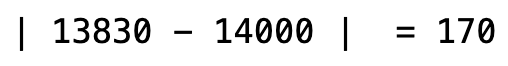 | 13830 – 14000 |  = 170